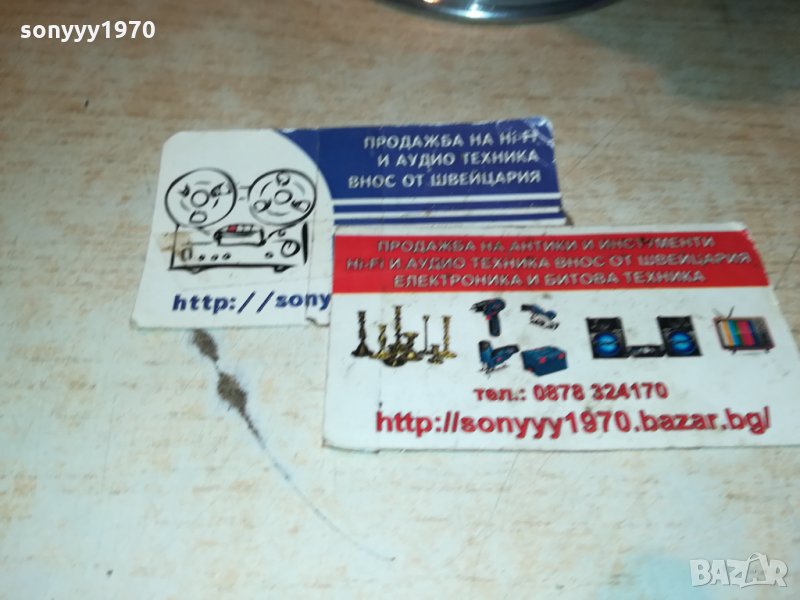 sonyyy1970
ПРОДАЖБА НА Hi-Fi
И АУДИО ТЕХНИКА
ВНОС ОТ ШВЕЙЦАРИЯ
http://sony
ПРОДАЖБА НА АНТИКИ И ИНСТУМЕНТИ
Hi-Fi И АУДИО ТЕХНИКА ВНОС ОТ ШВЕЙЦАРИЯ
ЕЛЕКТРОНИКА И БИТОВА ТЕХНИКА
тел.: 0878 324170
http://sonyyy1970.bazar.bg/
BAZAR